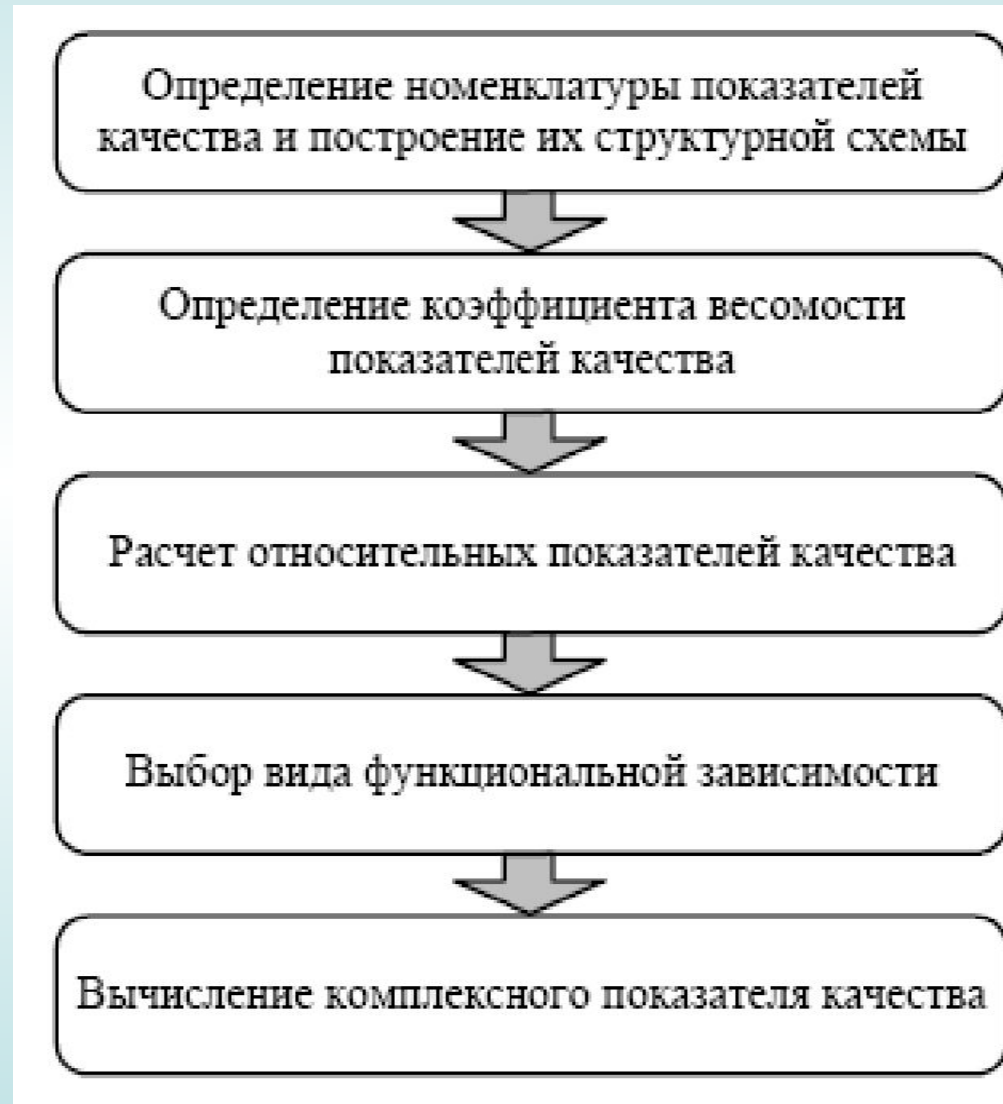 Определение номенклатуры показателей
качества и построение их структурной схемы
Определение коэффициента весомости
показателей качества
Расчет относительных показателей качества
Выбор вида функциональной зависимости
Вычисление комплексного показателя качества